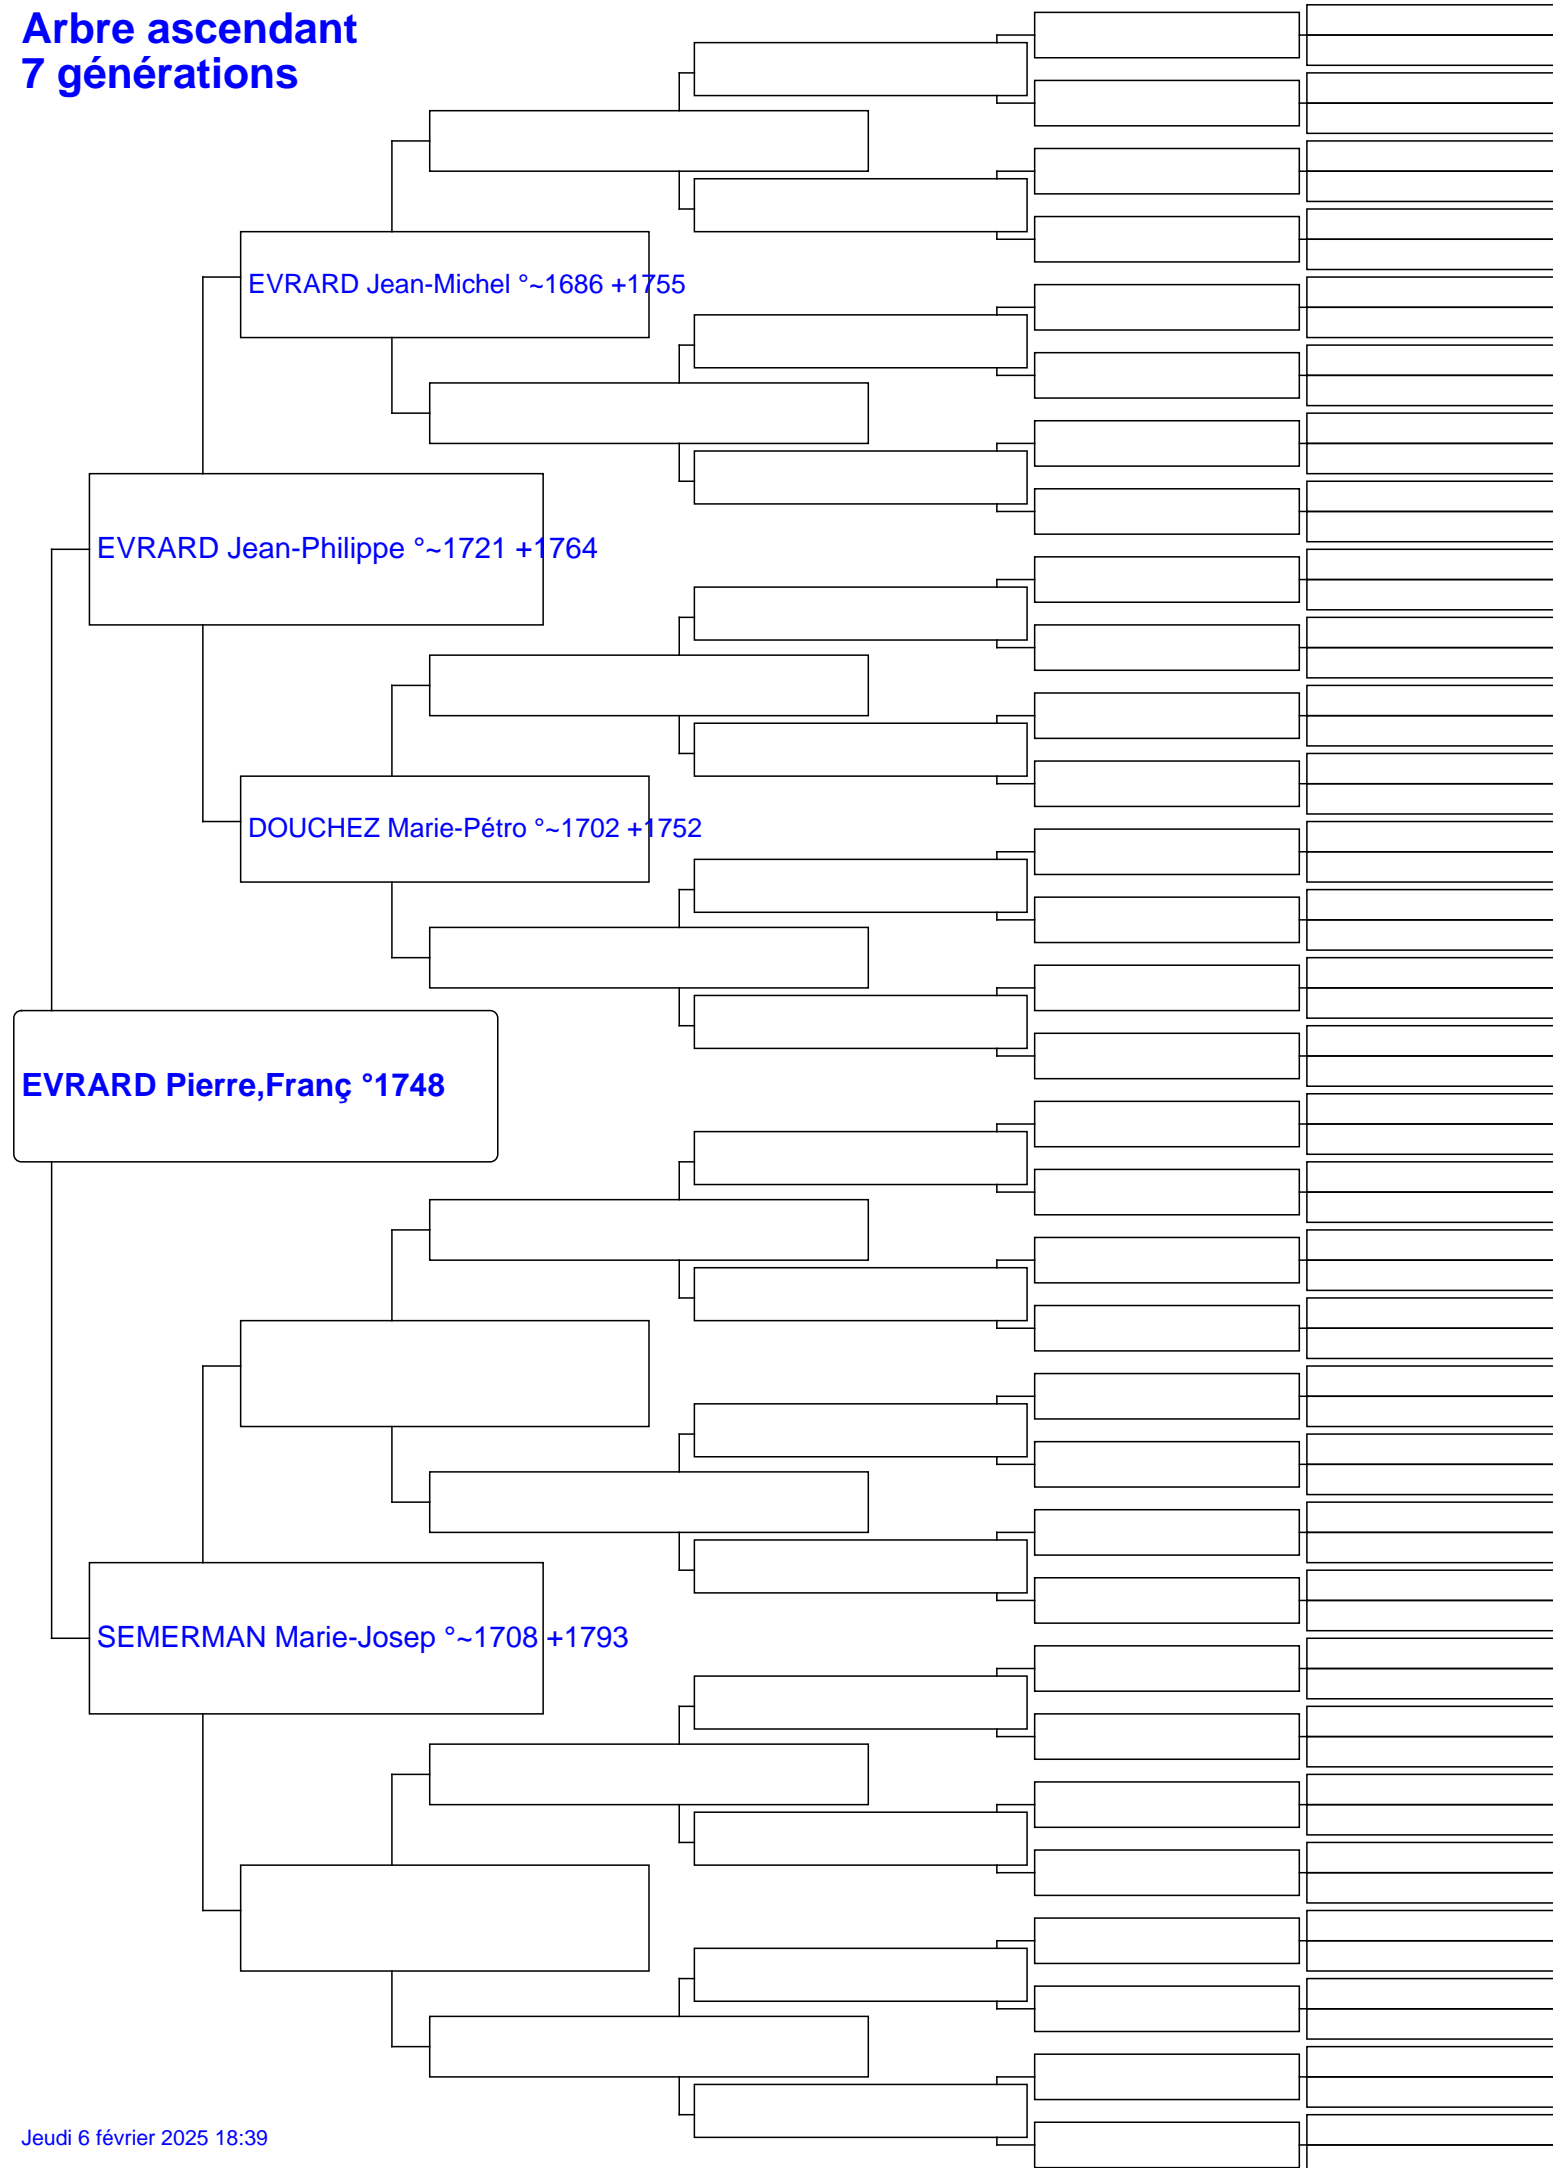 Arbre ascendant
7 générations
EVRARD Jean-Michel °~1686 +1755
EVRARD Jean-Philippe °~1721 +1764
DOUCHEZ Marie-Pétro °~1702 +1752
EVRARD Pierre,Franç °1748
SEMERMAN Marie-Josep °~1708 +1793
Jeudi 6 février 2025 18:39